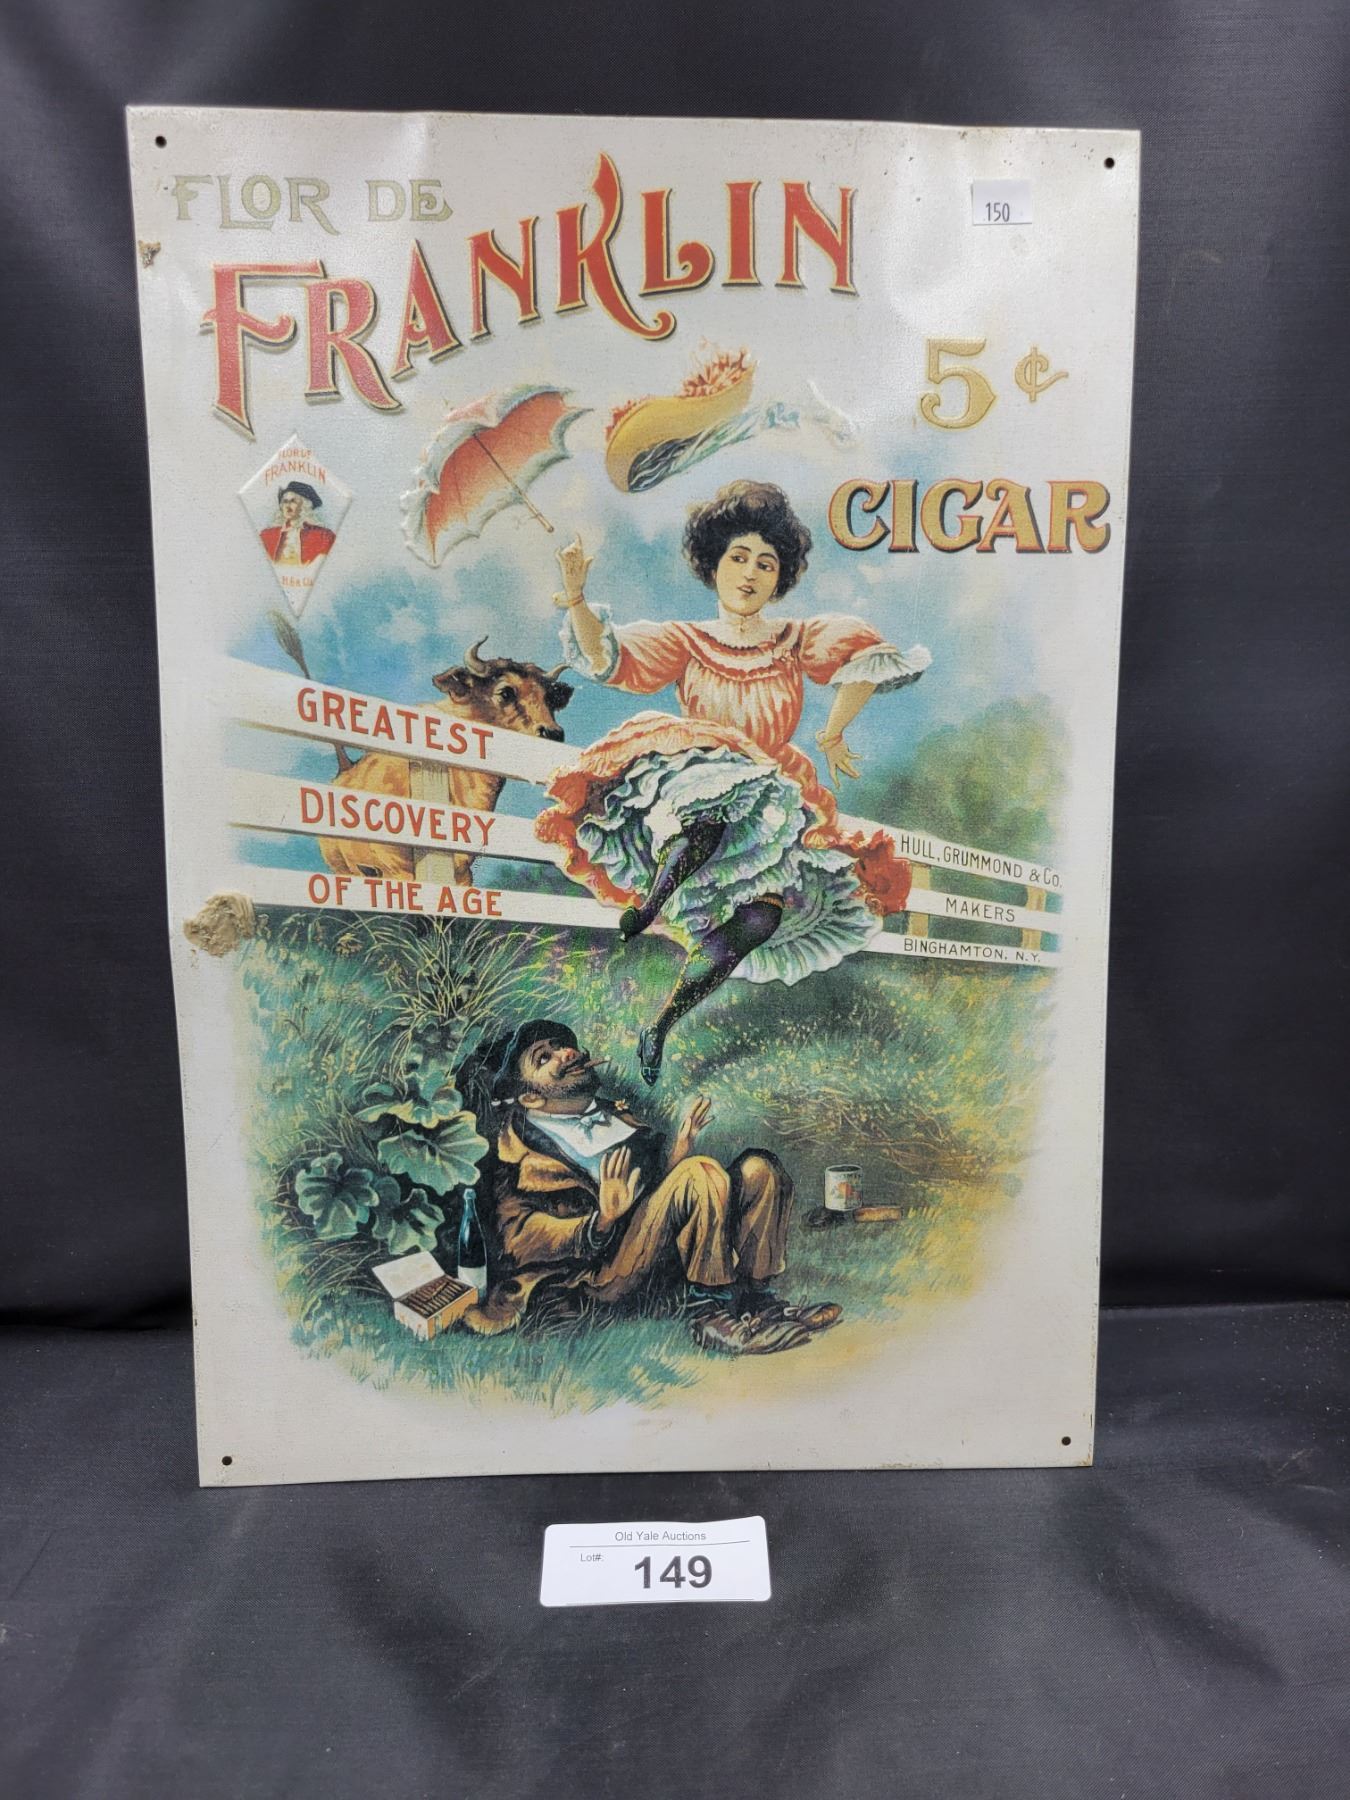 FLOR DE
FRANKLIN
150
5¢
CIGAR
FLOR DE
FRANKLIN
H.G.& Co.
GREATEST
DISCOVERY
OF THE AGE
HULL, GRUMMOND & Co.
MAKERS
BINGHAMTON, N.Y.
Old Yale Auctions
Lot#:
149